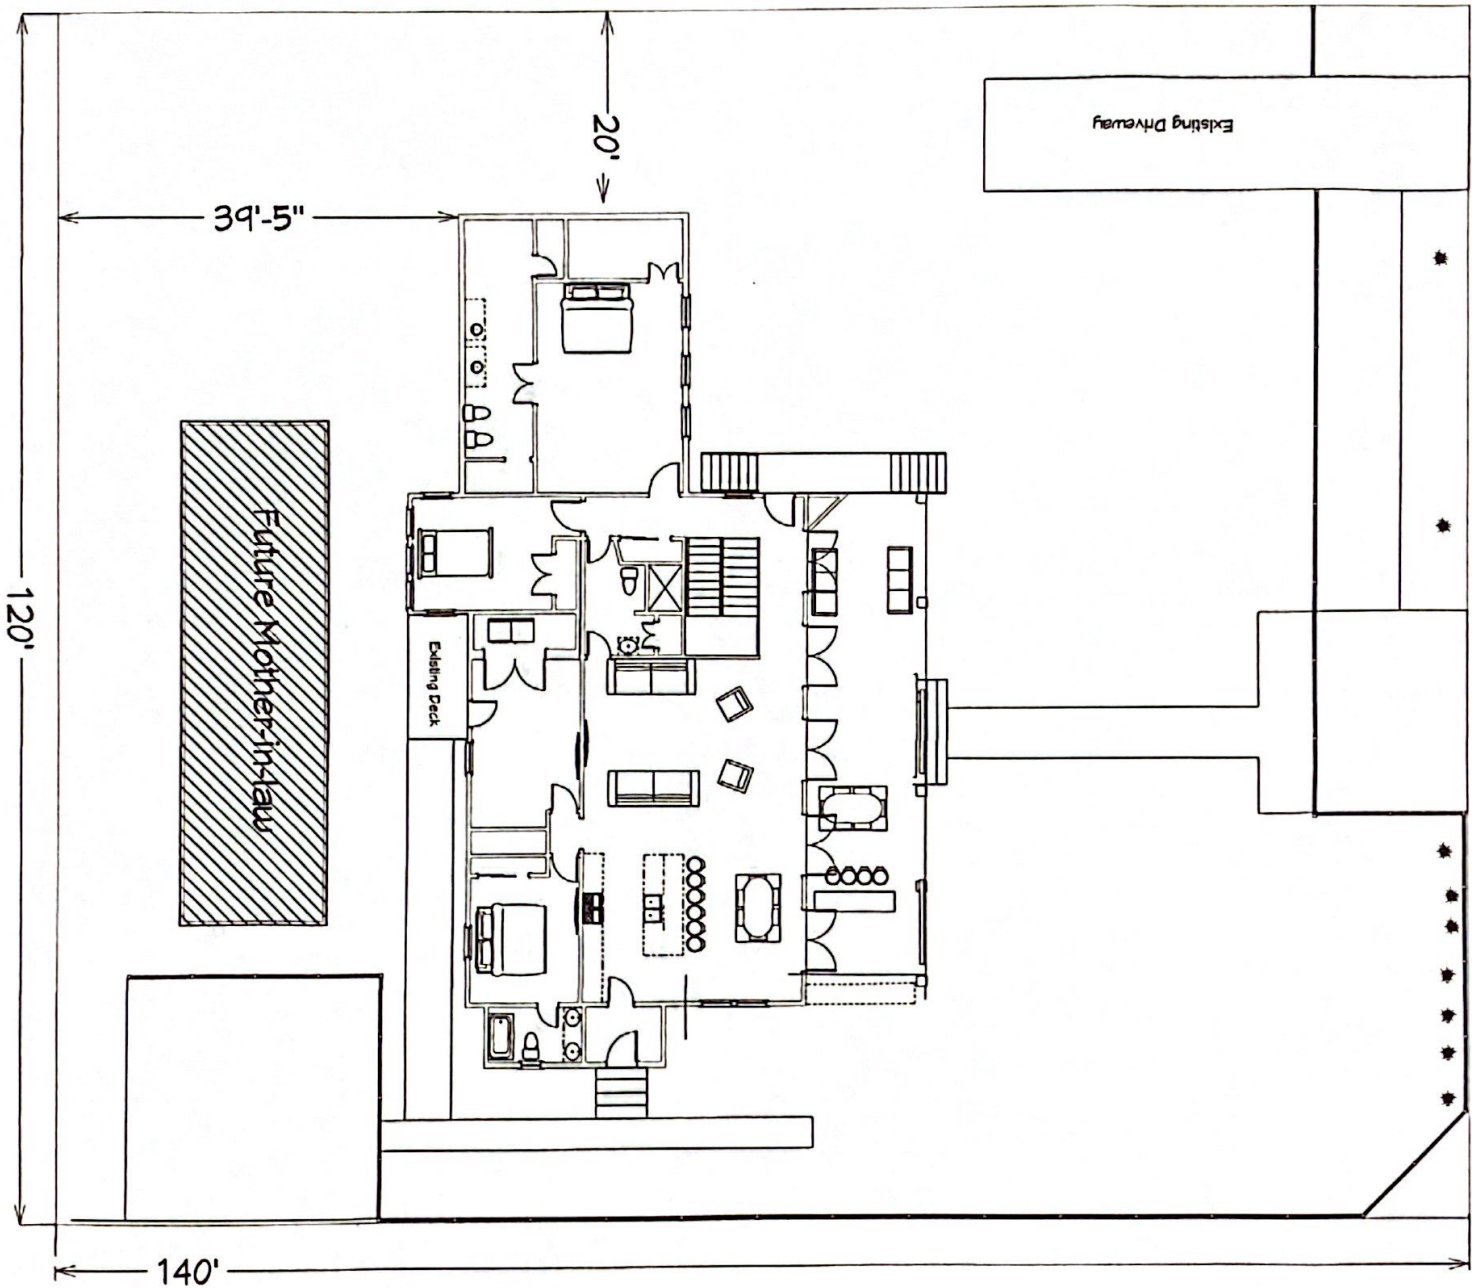 Existing Driveway
20'
39'-5"
Future Mother-in-law
Existing Deck
120'
140'